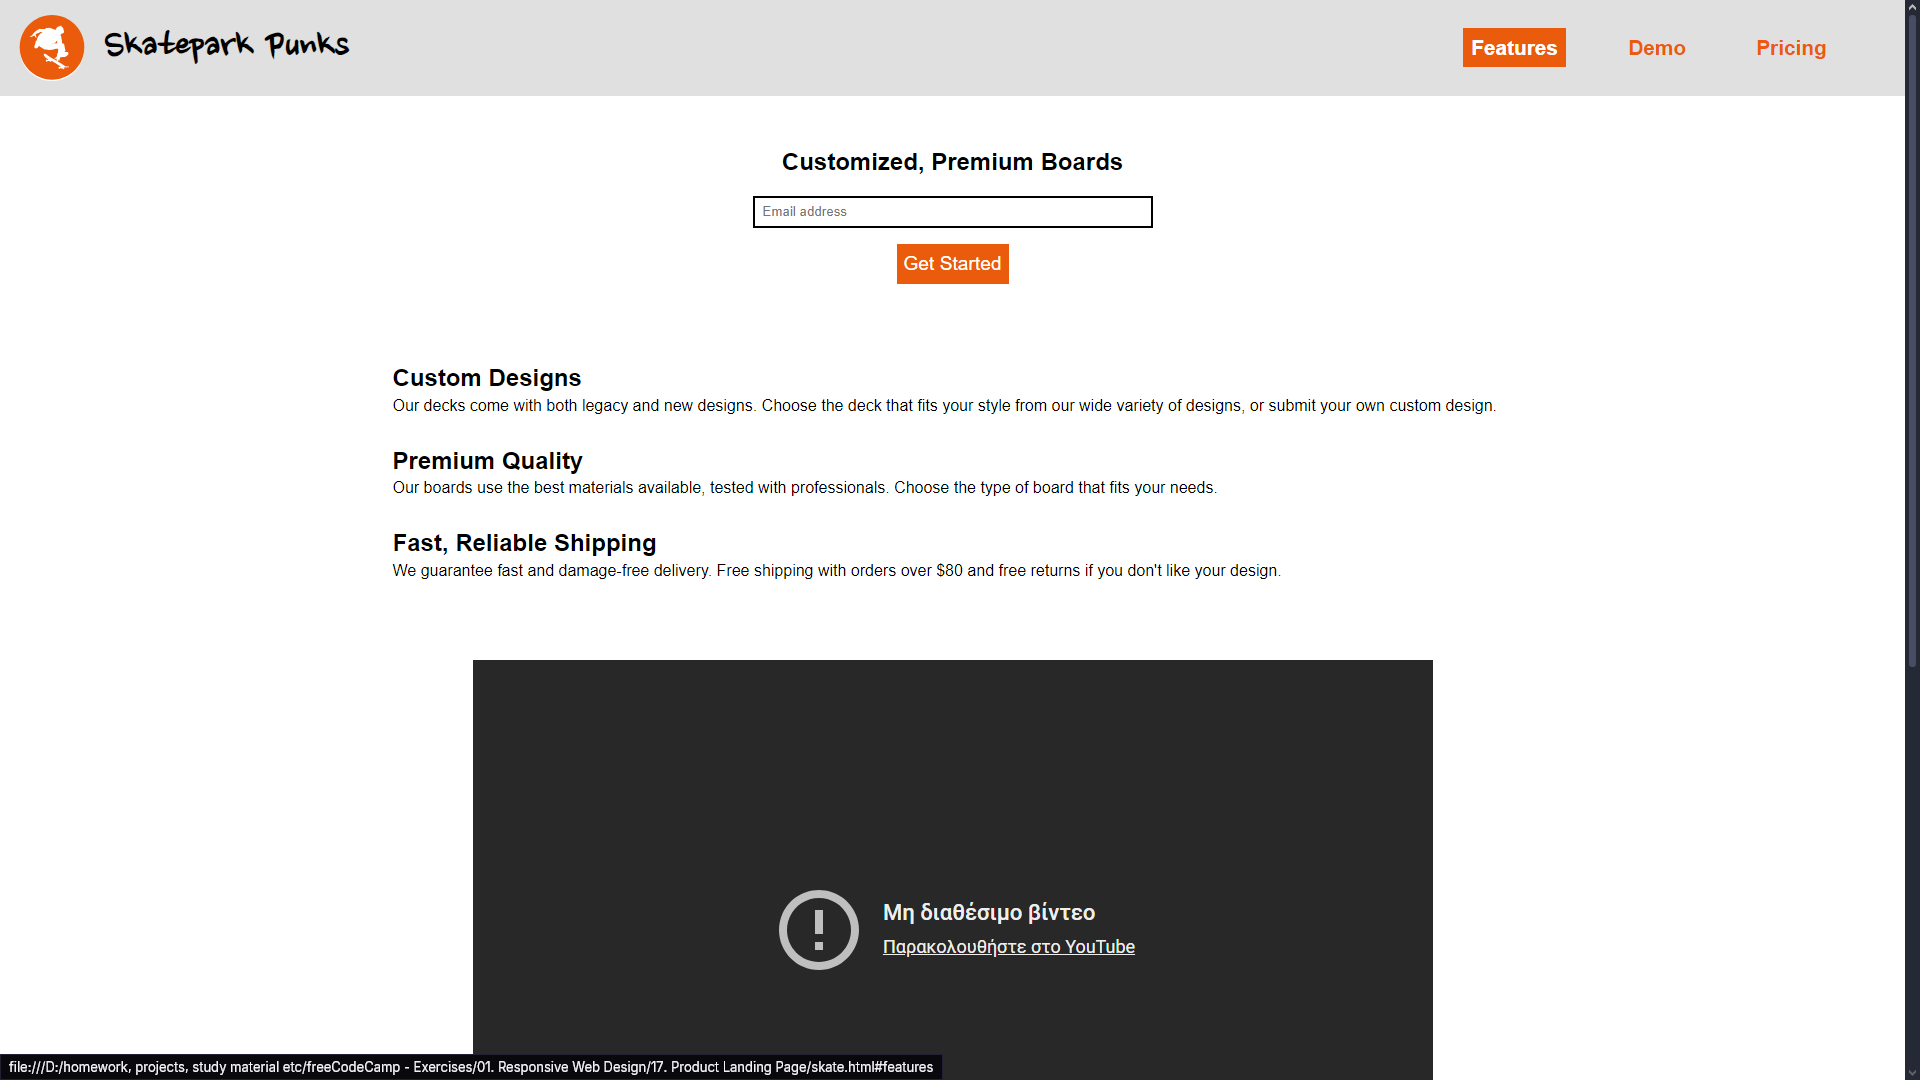 Skatepark Punks
Features Demo Pricing
Customized, Premium Boards
Email address
Get Started
Custom Designs
Our decks come with both legacy and new designs. Choose the deck that fits your style from our wide variety of designs, or submit your own custom design.
Premium Quality
Our boards use the best materials available, tested with professionals. Choose the type of board that fits your needs.
Fast, Reliable Shipping
We guarantee fast and damage-free delivery. Free shipping with orders over $80 and free returns if you don't like your design.
Μη διαθέσιμο βίντεο
Παρακολουθήστε στο YouTube
file:///D:/homework, projects, study material etc/freeCodeCamp - Exercises/01. Responsive Web Design/17. Product Landing Page/skate.html#features